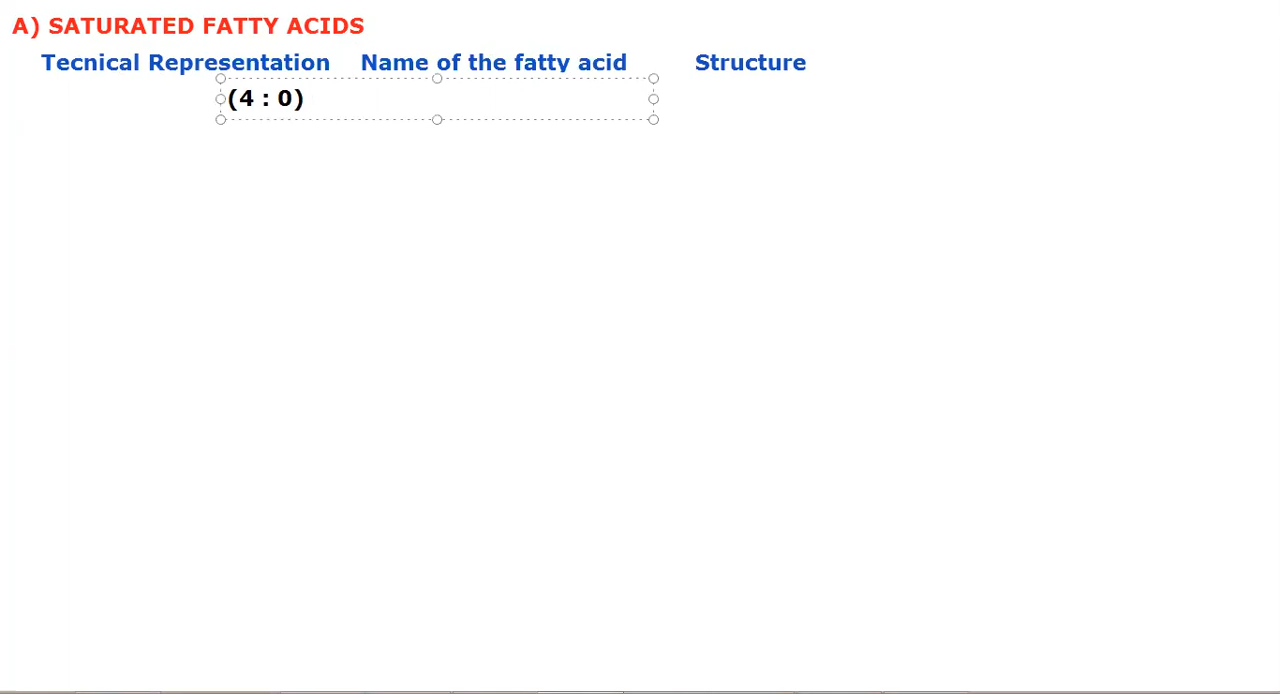 A) SATURATED FATTY ACIDS
Tecnical Representation Name of the fatty acid Structure
(4 : 0)